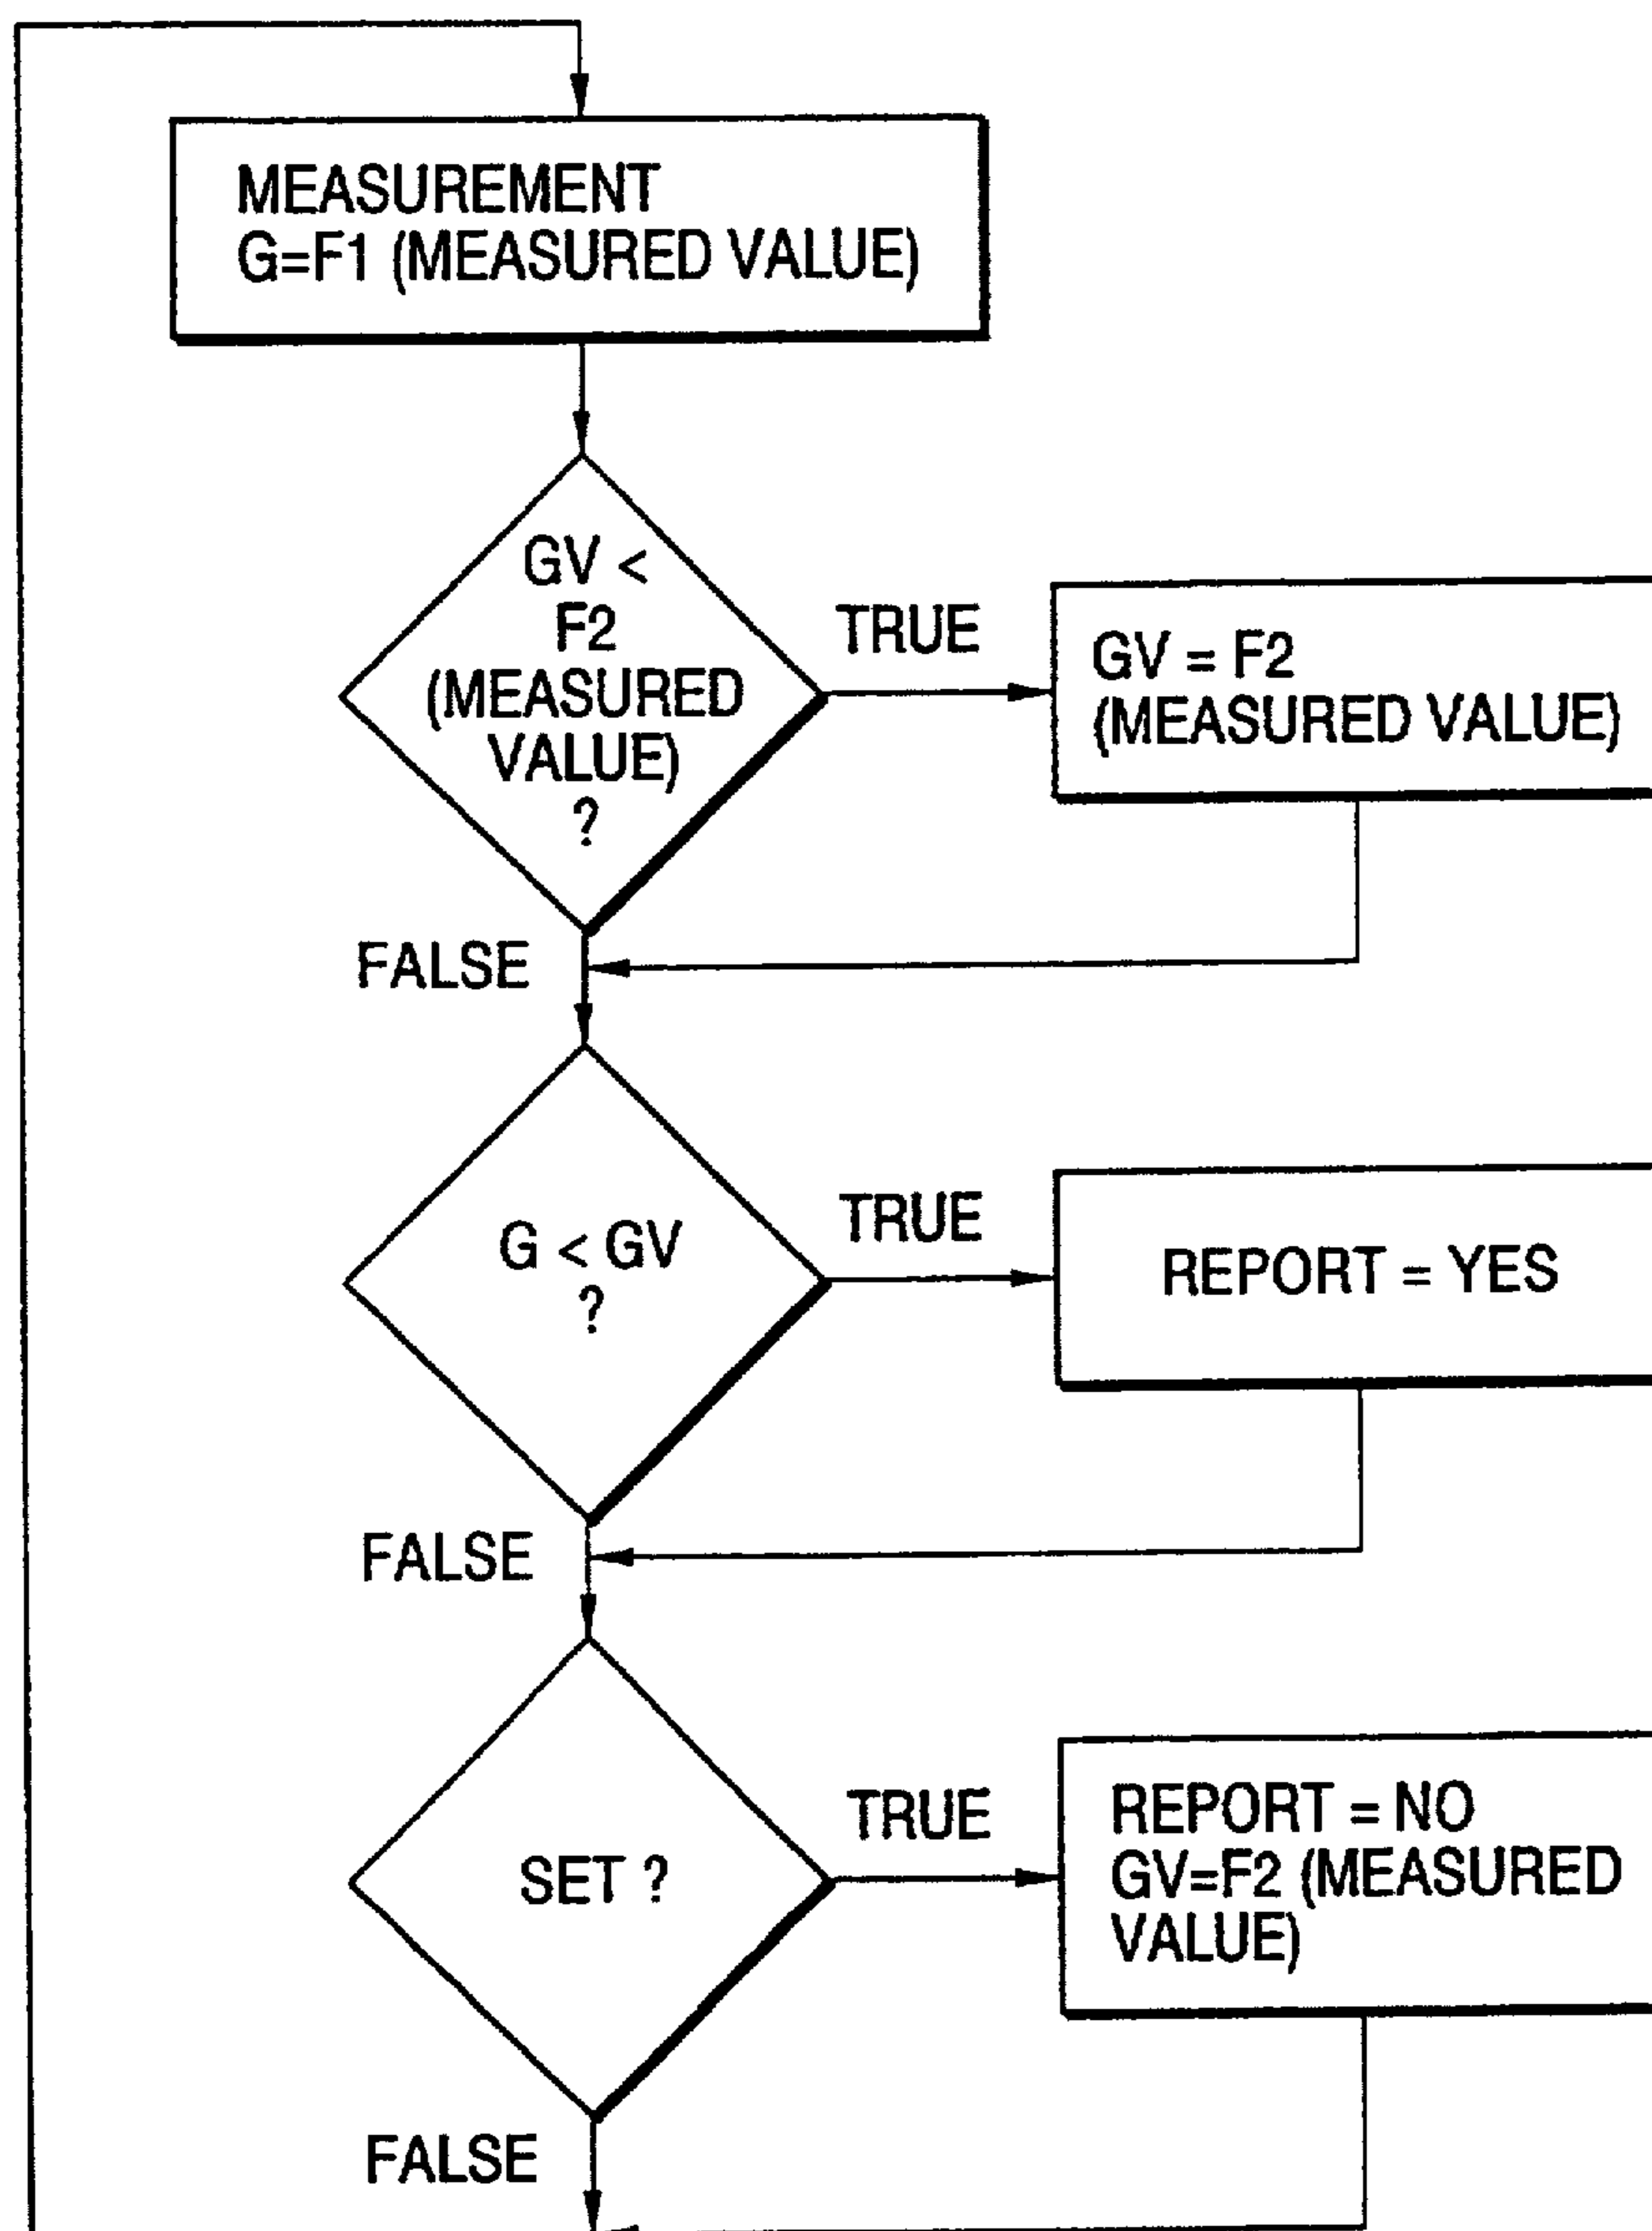 MEASUREMENT
G=F1 (MEASURED VALUE)
GV <
F2
(MEASURED
VALUE)
?
TRUE
GV = F2
(MEASURED VALUE)
FALSE
G < GV
?
TRUE
REPORT = YES
FALSE
SET ?
TRUE
REPORT = NO
GV=F2 (MEASURED
VALUE)
FALSE